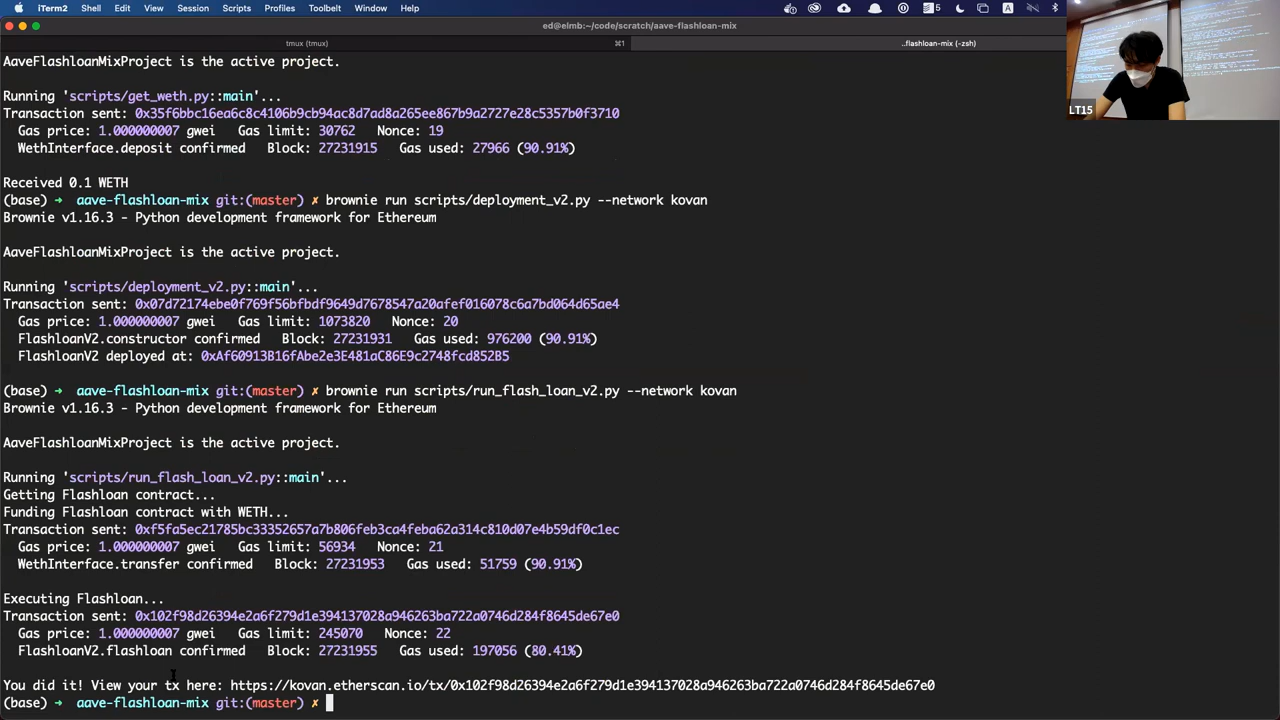 iTerm2 Shell Edit View Session Scripts Profiles Toolbelt Window Help
5
A
ed@elmb:~/code/scratch/aave-flashloan-mix
tmux (tmux) ⌘1 ..flashloan-mix (-zsh)
LT15
AaveFlashloanMixProject is the active project.
Running 'scripts/get_weth.py::main'...
Transaction sent: 0x35f6bbc16ea6c8c4106b9cb94ac8d7ad8a265ee867b9a2727e28c5357b0f3710
Gas price: 1.000000007 gwei Gas limit: 30762 Nonce: 19
WethInterface.deposit confirmed Block: 27231915 Gas used: 27966 (90.91%)
Received 0.1 WETH
(base) → aave-flashloan-mix git:(master) ✗ brownie run scripts/deployment_v2.py --network kovan
Brownie v1.16.3 - Python development framework for Ethereum
AaveFlashloanMixProject is the active project.
Running 'scripts/deployment_v2.py::main'...
Transaction sent: 0x07d72174ebe0f769f56bfbdf9649d7678547a20afef016078c6a7bd064d65ae4
Gas price: 1.000000007 gwei Gas limit: 1073820 Nonce: 20
FlashloanV2.constructor confirmed Block: 27231931 Gas used: 976200 (90.91%)
FlashloanV2 deployed at: 0xAf60913B16fAbe2e3E481aC86E9c2748fcd852B5
(base) → aave-flashloan-mix git:(master) ✗ brownie run scripts/run_flash_loan_v2.py --network kovan
Brownie v1.16.3 - Python development framework for Ethereum
AaveFlashloanMixProject is the active project.
Running 'scripts/run_flash_loan_v2.py::main'...
Getting Flashloan contract...
Funding Flashloan contract with WETH...
Transaction sent: 0xf5fa5ec21785bc33352657a7b806feb3ca4feba62a314c810d07e4b59df0c1ec
Gas price: 1.000000007 gwei Gas limit: 56934 Nonce: 21
WethInterface.transfer confirmed Block: 27231953 Gas used: 51759 (90.91%)
Executing Flashloan...
Transaction sent: 0x102f98d26394e2a6f279d1e394137028a946263ba722a0746d284f8645de67e0
Gas price: 1.000000007 gwei Gas limit: 245070 Nonce: 22
FlashloanV2.flashloan confirmed Block: 27231955 Gas used: 197056 (80.41%)
You did it! View your tx here: https://kovan.etherscan.io/tx/0x102f98d26394e2a6f279d1e394137028a946263ba722a0746d284f8645de67e0
(base) → aave-flashloan-mix git:(master) ✗